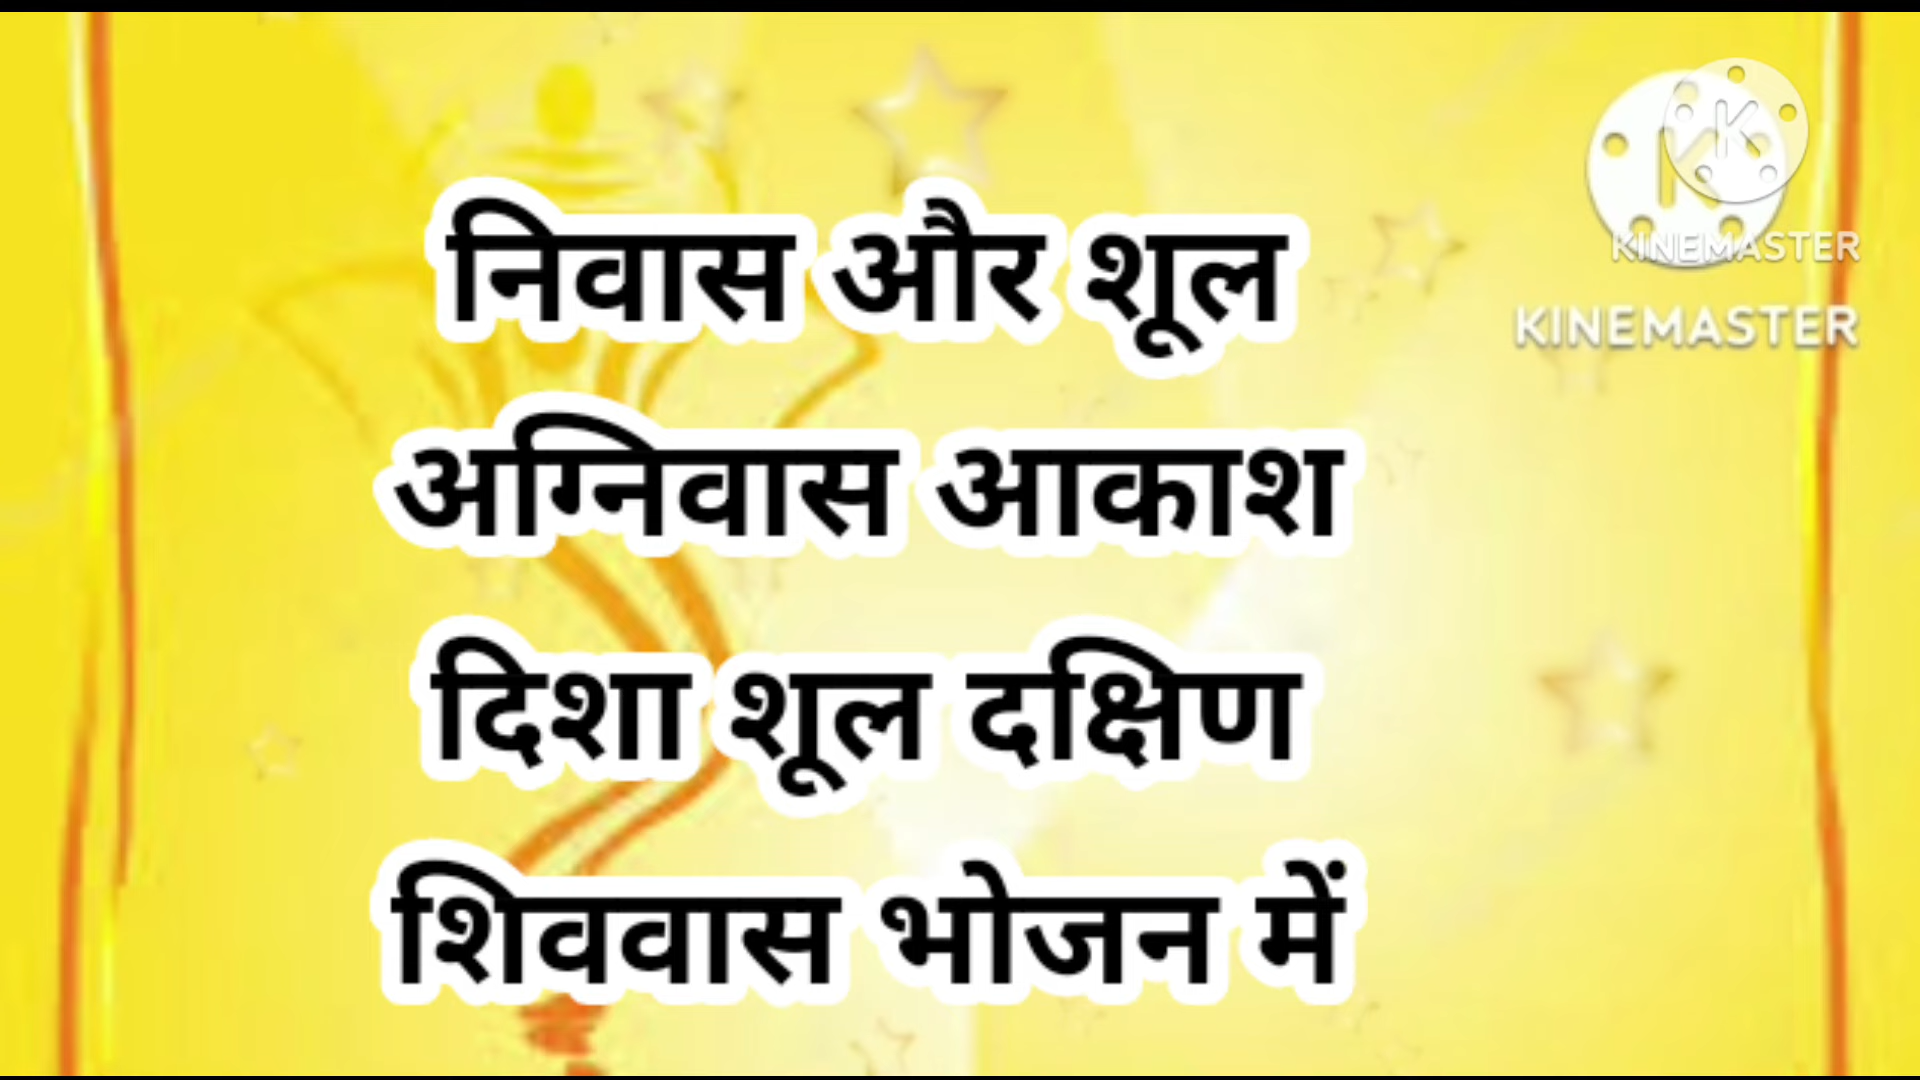 निवास और शूल
अग्निवास आकाश
दिशा शूल दक्षिण
शिववास भोजन में
K
K
KINEMASTER
KINEMASTER